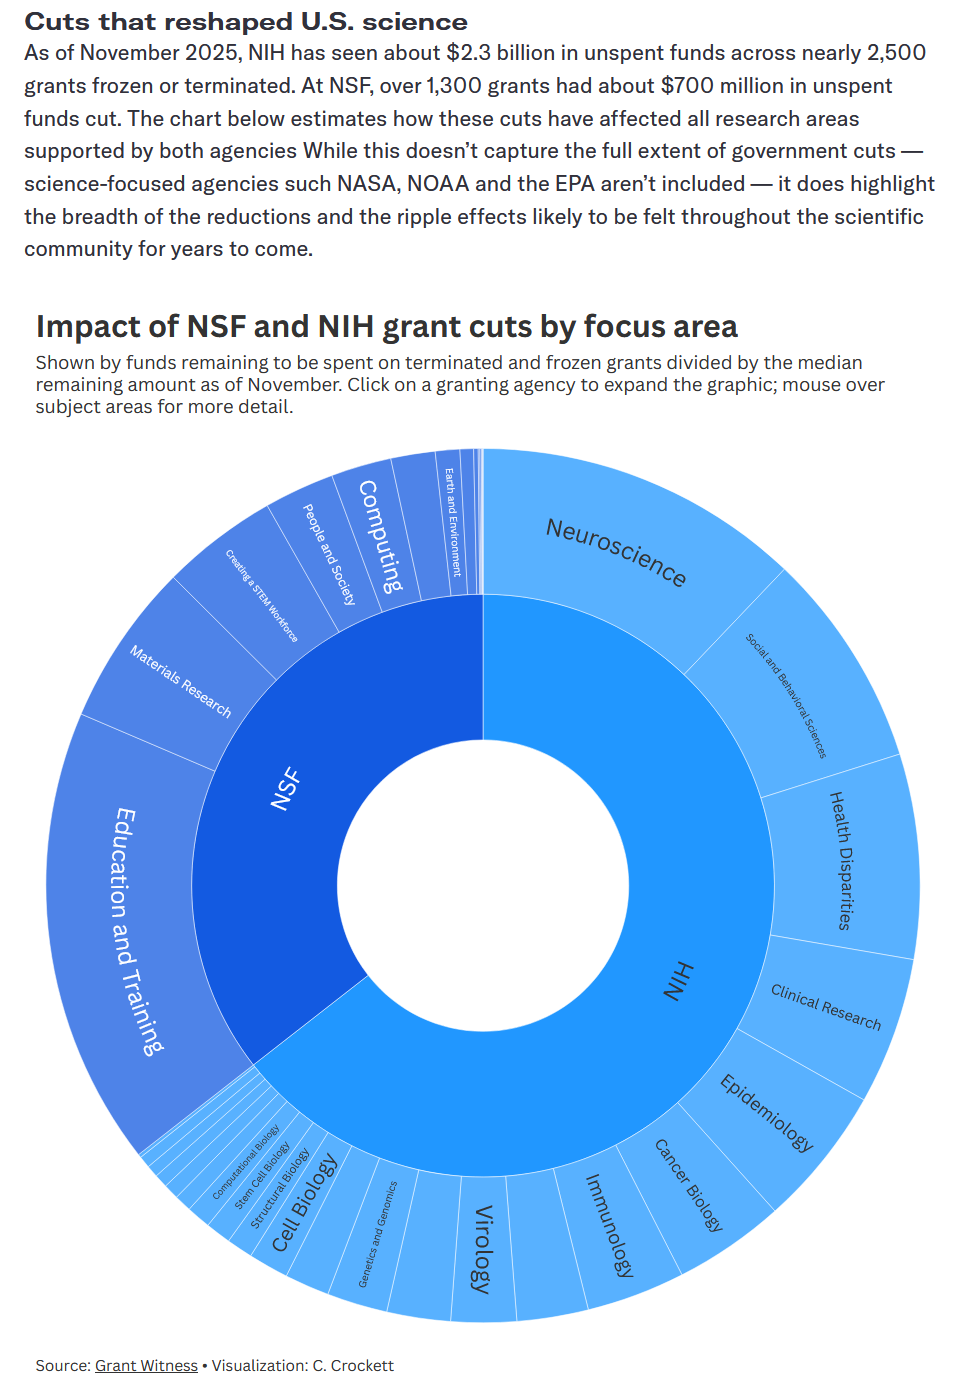 Cuts that reshaped U.S. science
As of November 2025, NIH has seen about $2.3 billion in unspent funds across nearly 2,500
grants frozen or terminated. At NSF, over 1,300 grants had about $700 million in unspent
funds cut. The chart below estimates how these cuts have affected all research areas
supported by both agencies While this doesn’t capture the full extent of government cuts —
science-focused agencies such NASA, NOAA and the EPA aren’t included — it does highlight
the breadth of the reductions and the ripple effects likely to be felt throughout the scientific
community for years to come.
Impact of NSF and NIH grant cuts by focus area
Shown by funds remaining to be spent on terminated and frozen grants divided by the median
remaining amount as of November. Click on a granting agency to expand the graphic; mouse over
subject areas for more detail.
Neuroscience
Social and Behavioral Sciences
Health Disparities
Clinical Research
Epidemiology
Cancer Biology
Immunology
Virology
Genetics and Genomics
Cell Biology
Structural Biology
Stem Cell Biology
Computational Biology
Education and Training
Materials Research
Creating a STEM Workforce
People and Society
Computing
Earth and Environment
NSF
NIH
Source: Grant Witness • Visualization: C. Crockett